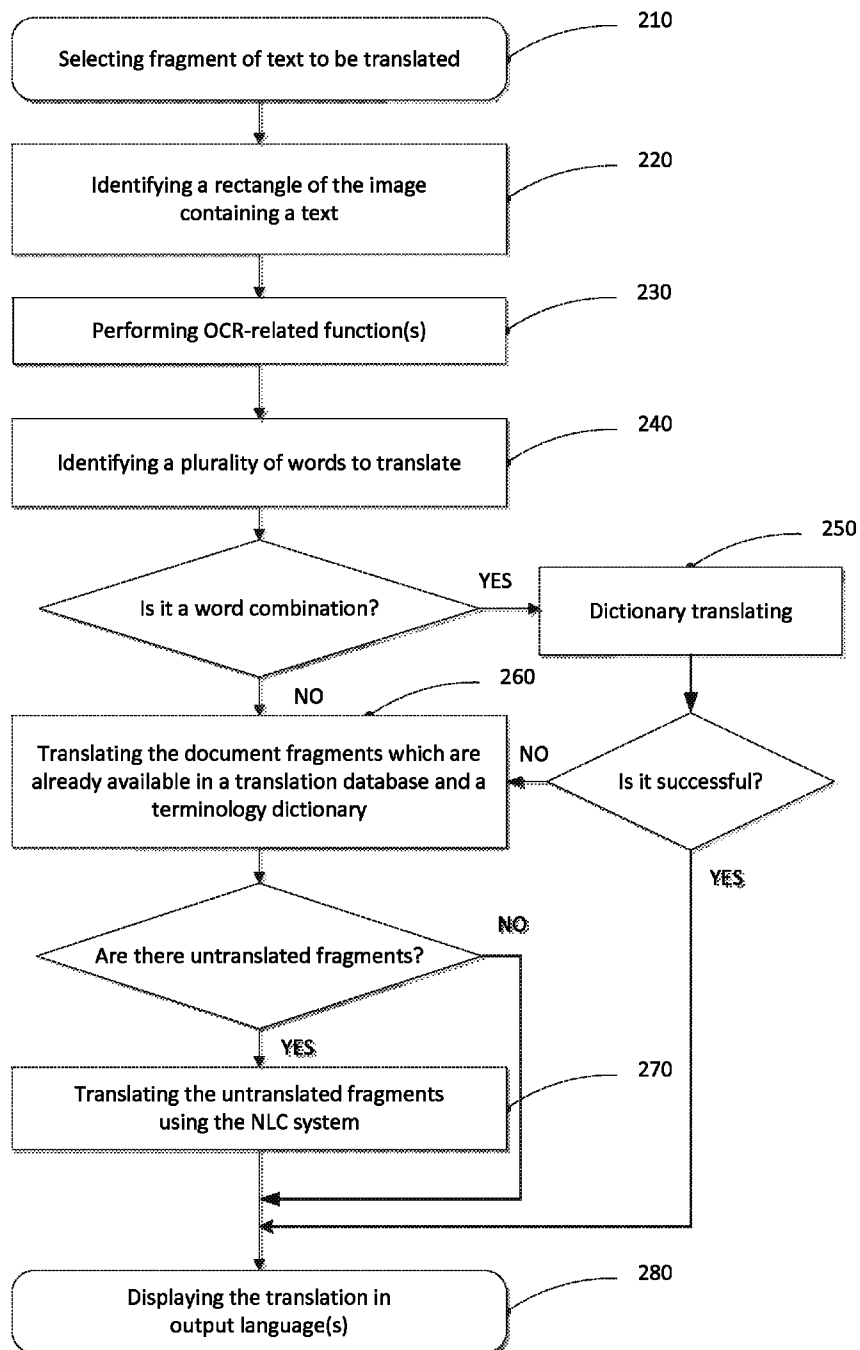 210
Selecting fragment of text to be translated
220
Identifying a rectangle of the image
containing a text
230
Performing OCR-related function(s)
240
Identifying a plurality of words to translate
250
Is it a word combination?
YES
Dictionary translating
NO
260
Translating the document fragments which are
already available in a translation database and a
terminology dictionary
NO
Is it successful?
YES
Are there untranslated fragments?
NO
YES
270
Translating the untranslated fragments
using the NLC system
280
Displaying the translation in
output language(s)